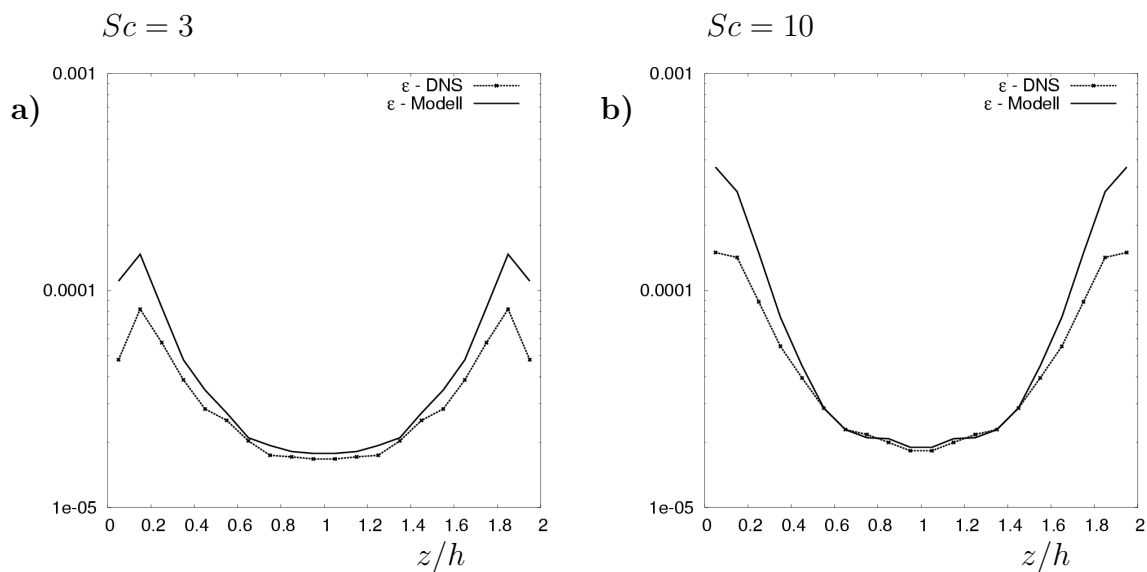 Sc = 3
a)
0.001
0.0001
1e-05
ε - DNS
ε - Modell
0 0.2 0.4 0.6 0.8 1 1.2 1.4 1.6 1.8 2
z/h
Sc = 10
b)
0.001
0.0001
1e-05
ε - DNS
ε - Modell
0 0.2 0.4 0.6 0.8 1 1.2 1.4 1.6 1.8 2
z/h